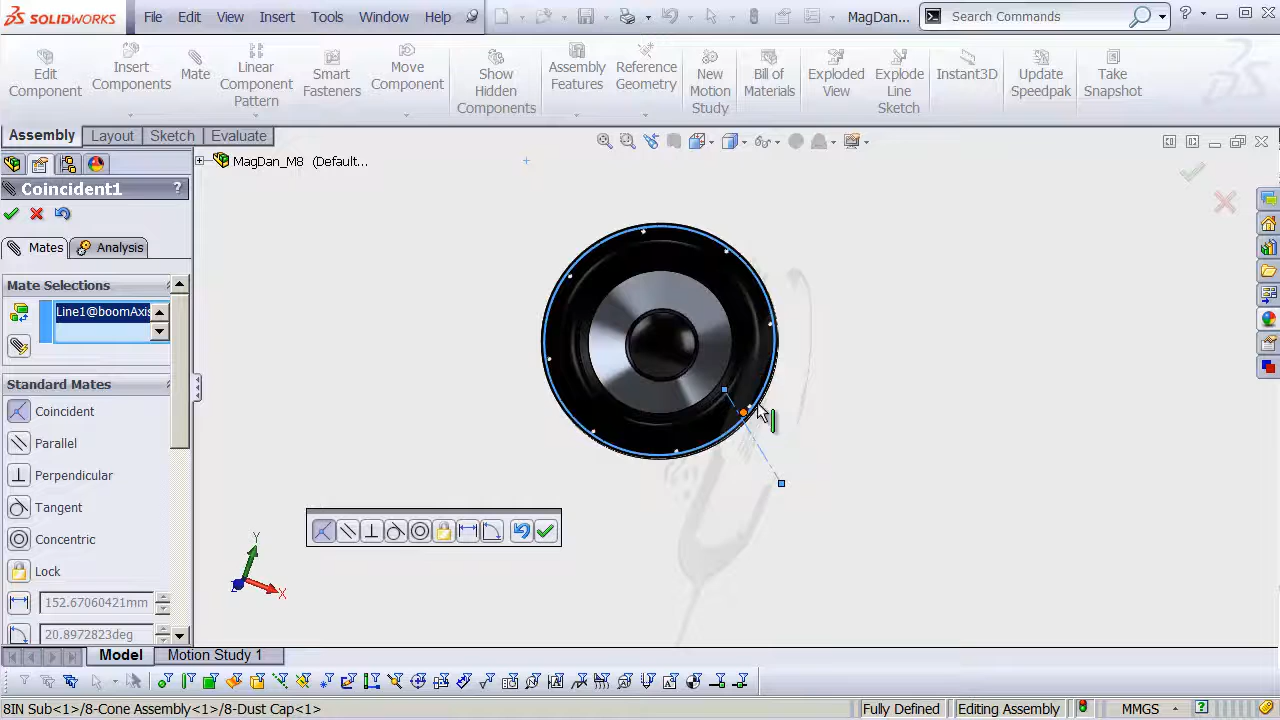 SOLIDWORKS File Edit View Insert Tools Window Help MagDan... Search Commands
Edit Component
Insert Components
Mate
Linear Component Pattern
Smart Fasteners
Move Component
Show Hidden Components
Assembly Features
Reference Geometry
New Motion Study
Bill of Materials
Exploded View
Explode Line Sketch
Instant3D
Update Speedpak
Take Snapshot
Assembly Layout Sketch Evaluate
MagDan_M8 (Default...
Coincident1 ?
Mates Analysis
Mate Selections
Line1@boomAxis
Standard Mates
Coincident
Parallel
Perpendicular
Tangent
Concentric
Lock
152.67060421mm
20.8972823deg
Y
X
Model Motion Study 1
8IN Sub<1>/8-Cone Assembly<1>/8-Dust Cap<1> Fully Defined Editing Assembly MMGS